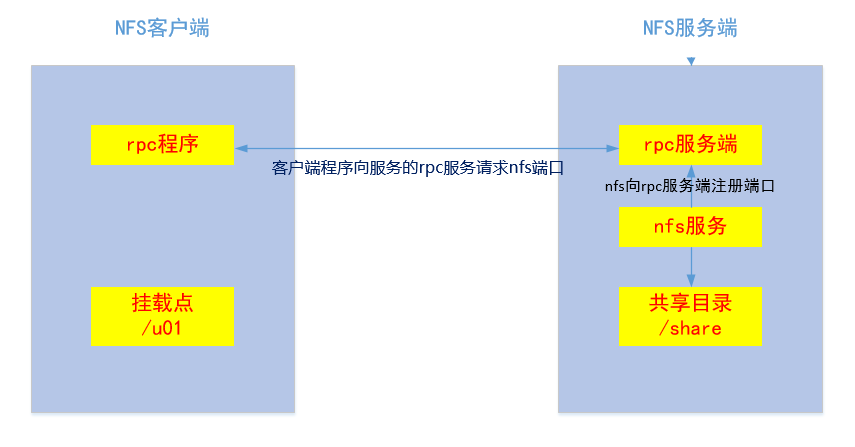 NFS客户端
NFS服务端
rpc程序
rpc服务端
客户端程序向服务的rpc服务请求nfs端口
nfs向rpc服务端注册端口
nfs服务
挂载点
/u01
共享目录
/share